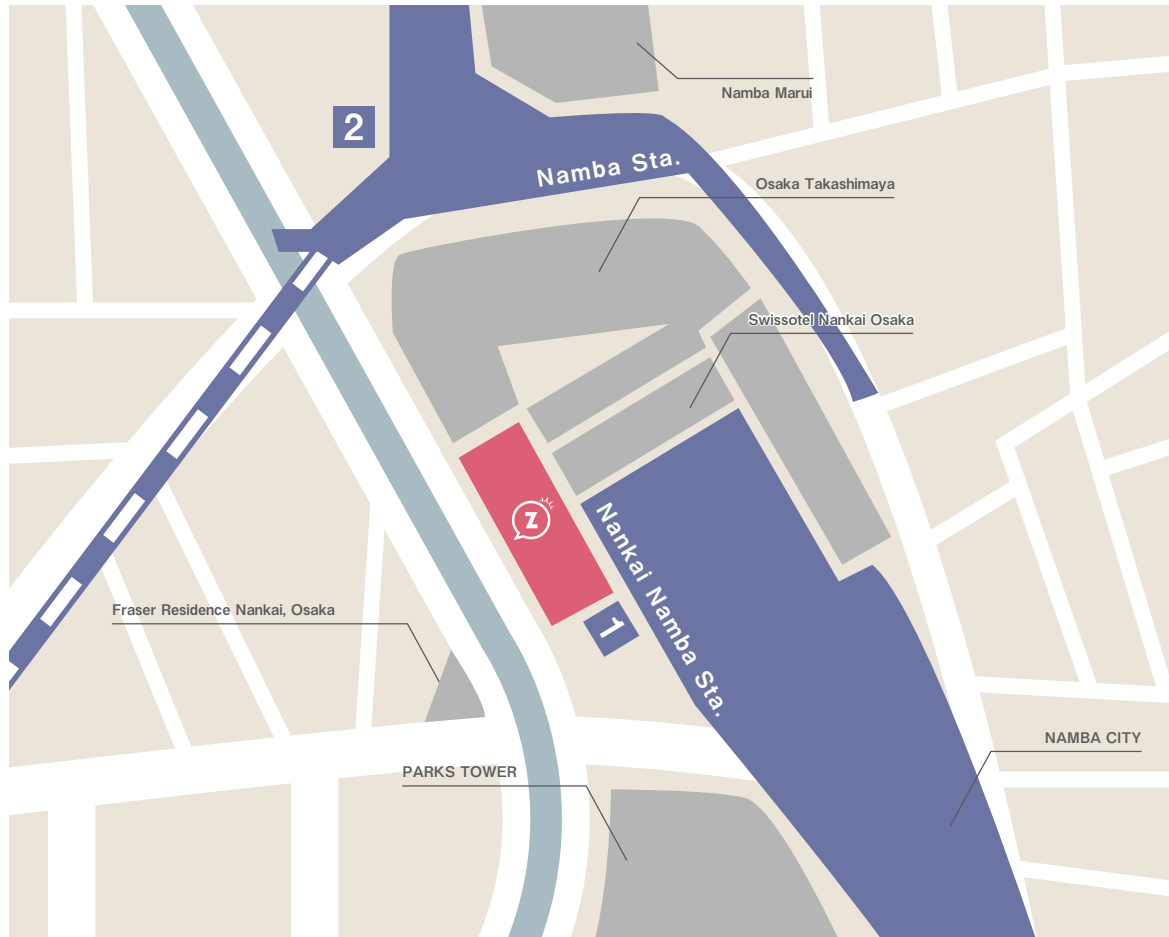 Namba Marui
2
Namba Sta.
Osaka Takashimaya
Swissotel Nankai Osaka
z
Nankai Namba Sta.
Fraser Residence Nankai, Osaka
1
NAMBA CITY
PARKS TOWER